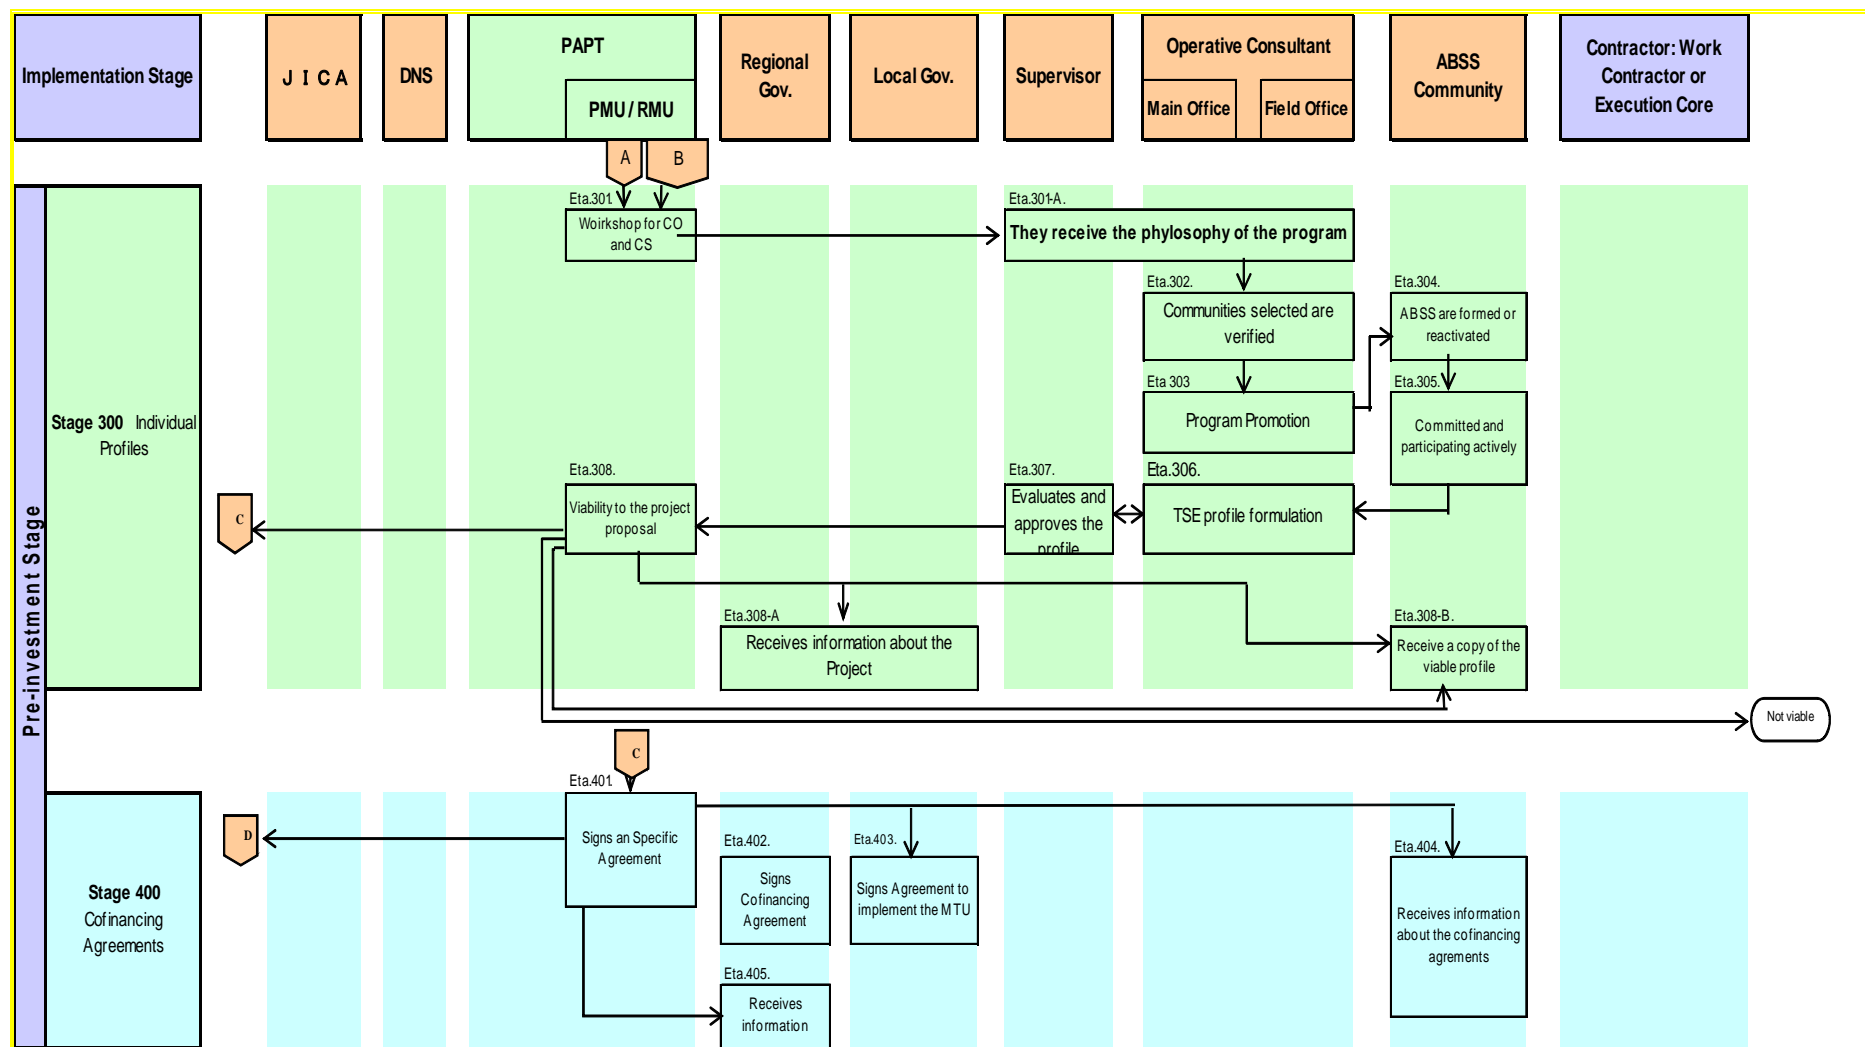 Implementation Stage
J I C A
DNS
PAPT
PMU / RMU
Regional
Gov.
Local Gov.
Supervisor
Operative Consultant
Main Office
Field Office
ABSS
Community
Contractor: Work
Contractor or
Execution Core
A
B
Pre-investment Stage
Stage 300 Individual
Profiles
Eta.301.
Woirkshop for CO
and CS
Eta.301-A.
They receive the phylosophy of the program
Eta.302.
Communities selected are
verified
Eta.304.
ABSS are formed or
reactivated
Eta 303
Program Promotion
Eta.305.
Committed and
participating actively
Eta.308.
Viability to the project
proposal
Eta.307.
Evaluates and
approves the
profile
Eta.306.
TSE profile formulation
C
Eta.308-A
Receives information about the
Project
Eta.308-B.
Receive a copy of the
viable profile
Not viable
C
Stage 400
Cofinancing
Agreements
Eta.401.
Signs an Specific
Agreement
D
Eta.402.
Signs
Cofinancing
Agreement
Eta.403.
Signs Agreement to
implement the MTU
Eta.404.
Receives information
about the cofinancing
agrements
Eta.405.
Receives
information